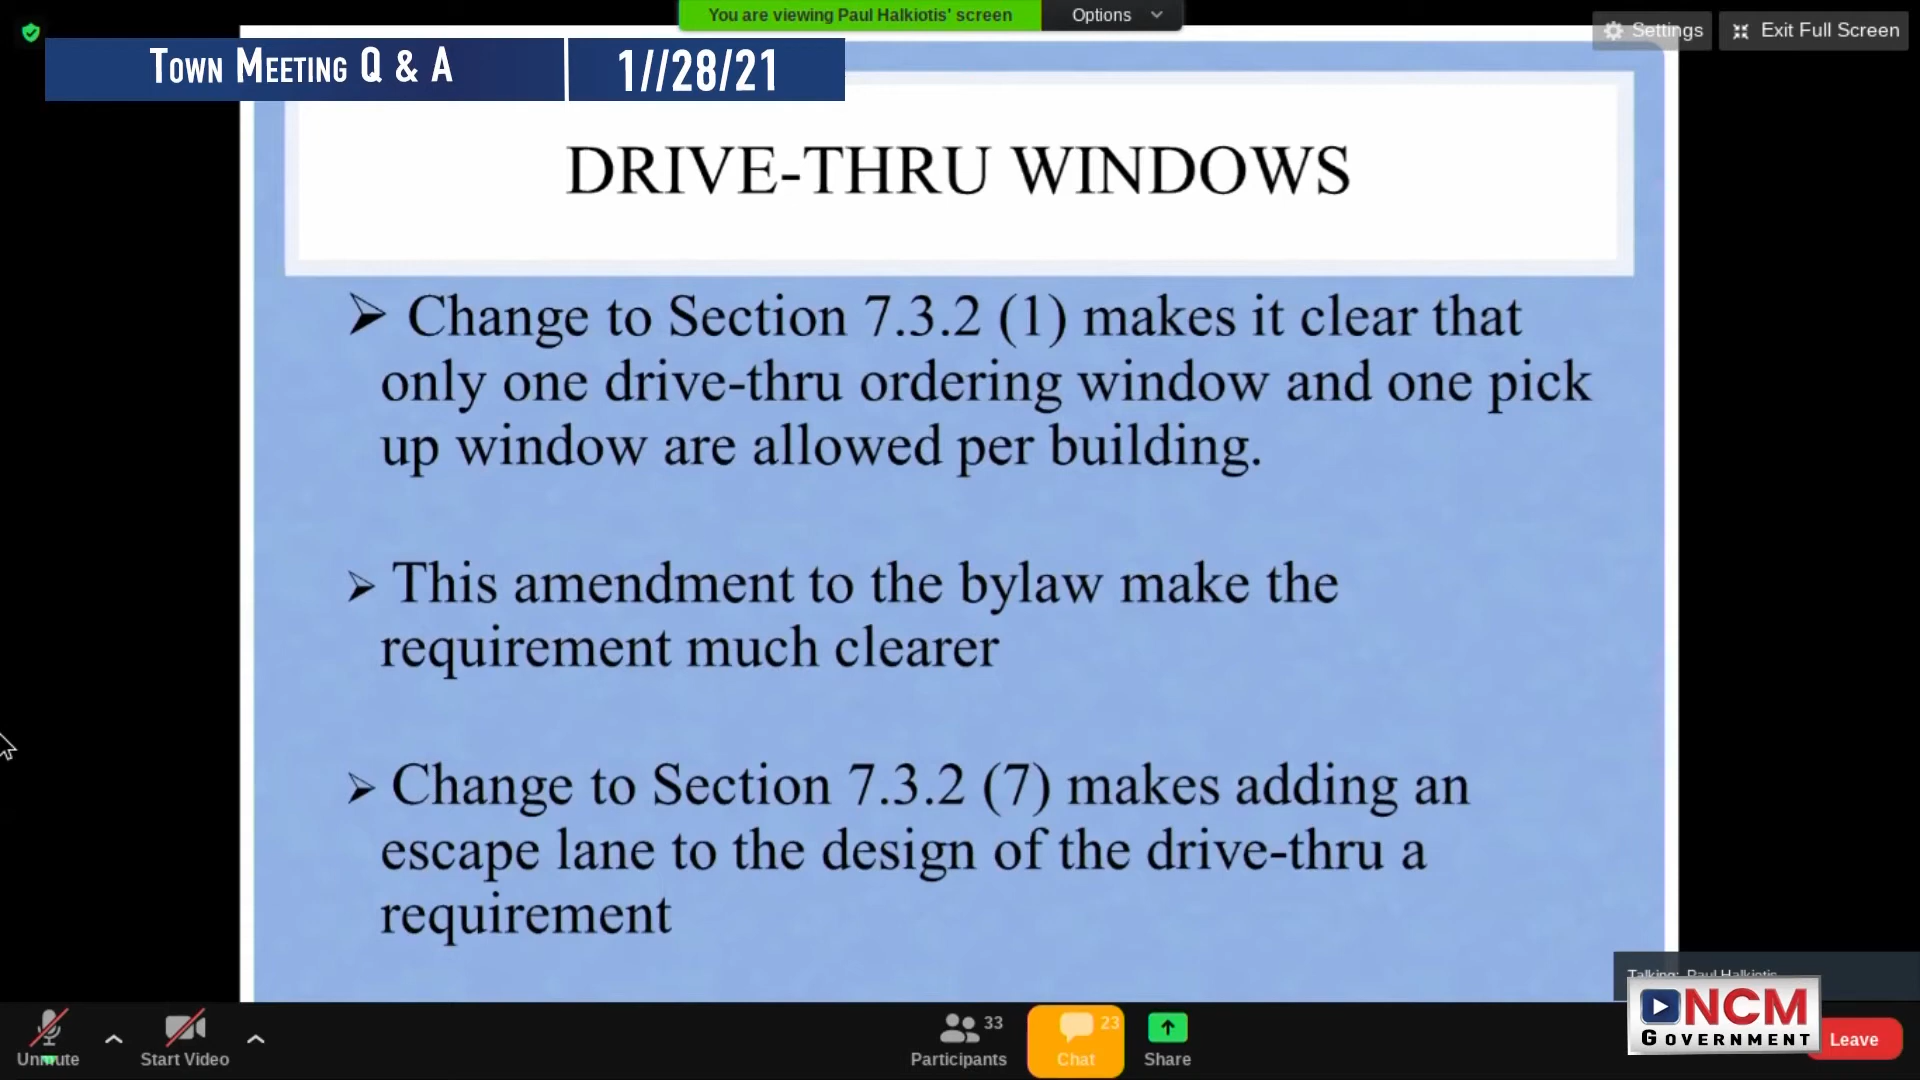 You are viewing Paul Halkiotis' screen
Options
Settings
Exit Full Screen
TOWN MEETING Q & A
1//28/21
DRIVE-THRU WINDOWS
➢ Change to Section 7.3.2 (1) makes it clear that
only one drive-thru ordering window and one pick
up window are allowed per building.
➢ This amendment to the bylaw make the
requirement much clearer
➢ Change to Section 7.3.2 (7) makes adding an
escape lane to the design of the drive-thru a
requirement
Talking: Paul Halkiotis
NCM
GOVERNMENT
Unmute
Start Video
33
Participants
23
Chat
Share
Leave